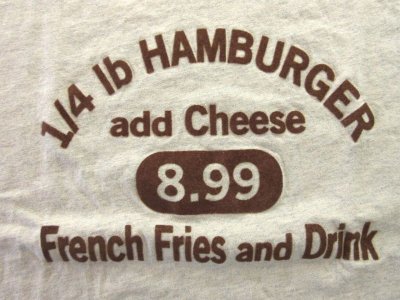 1/4 lb HAMBURGER
add Cheese
8.99
French Fries and Drink